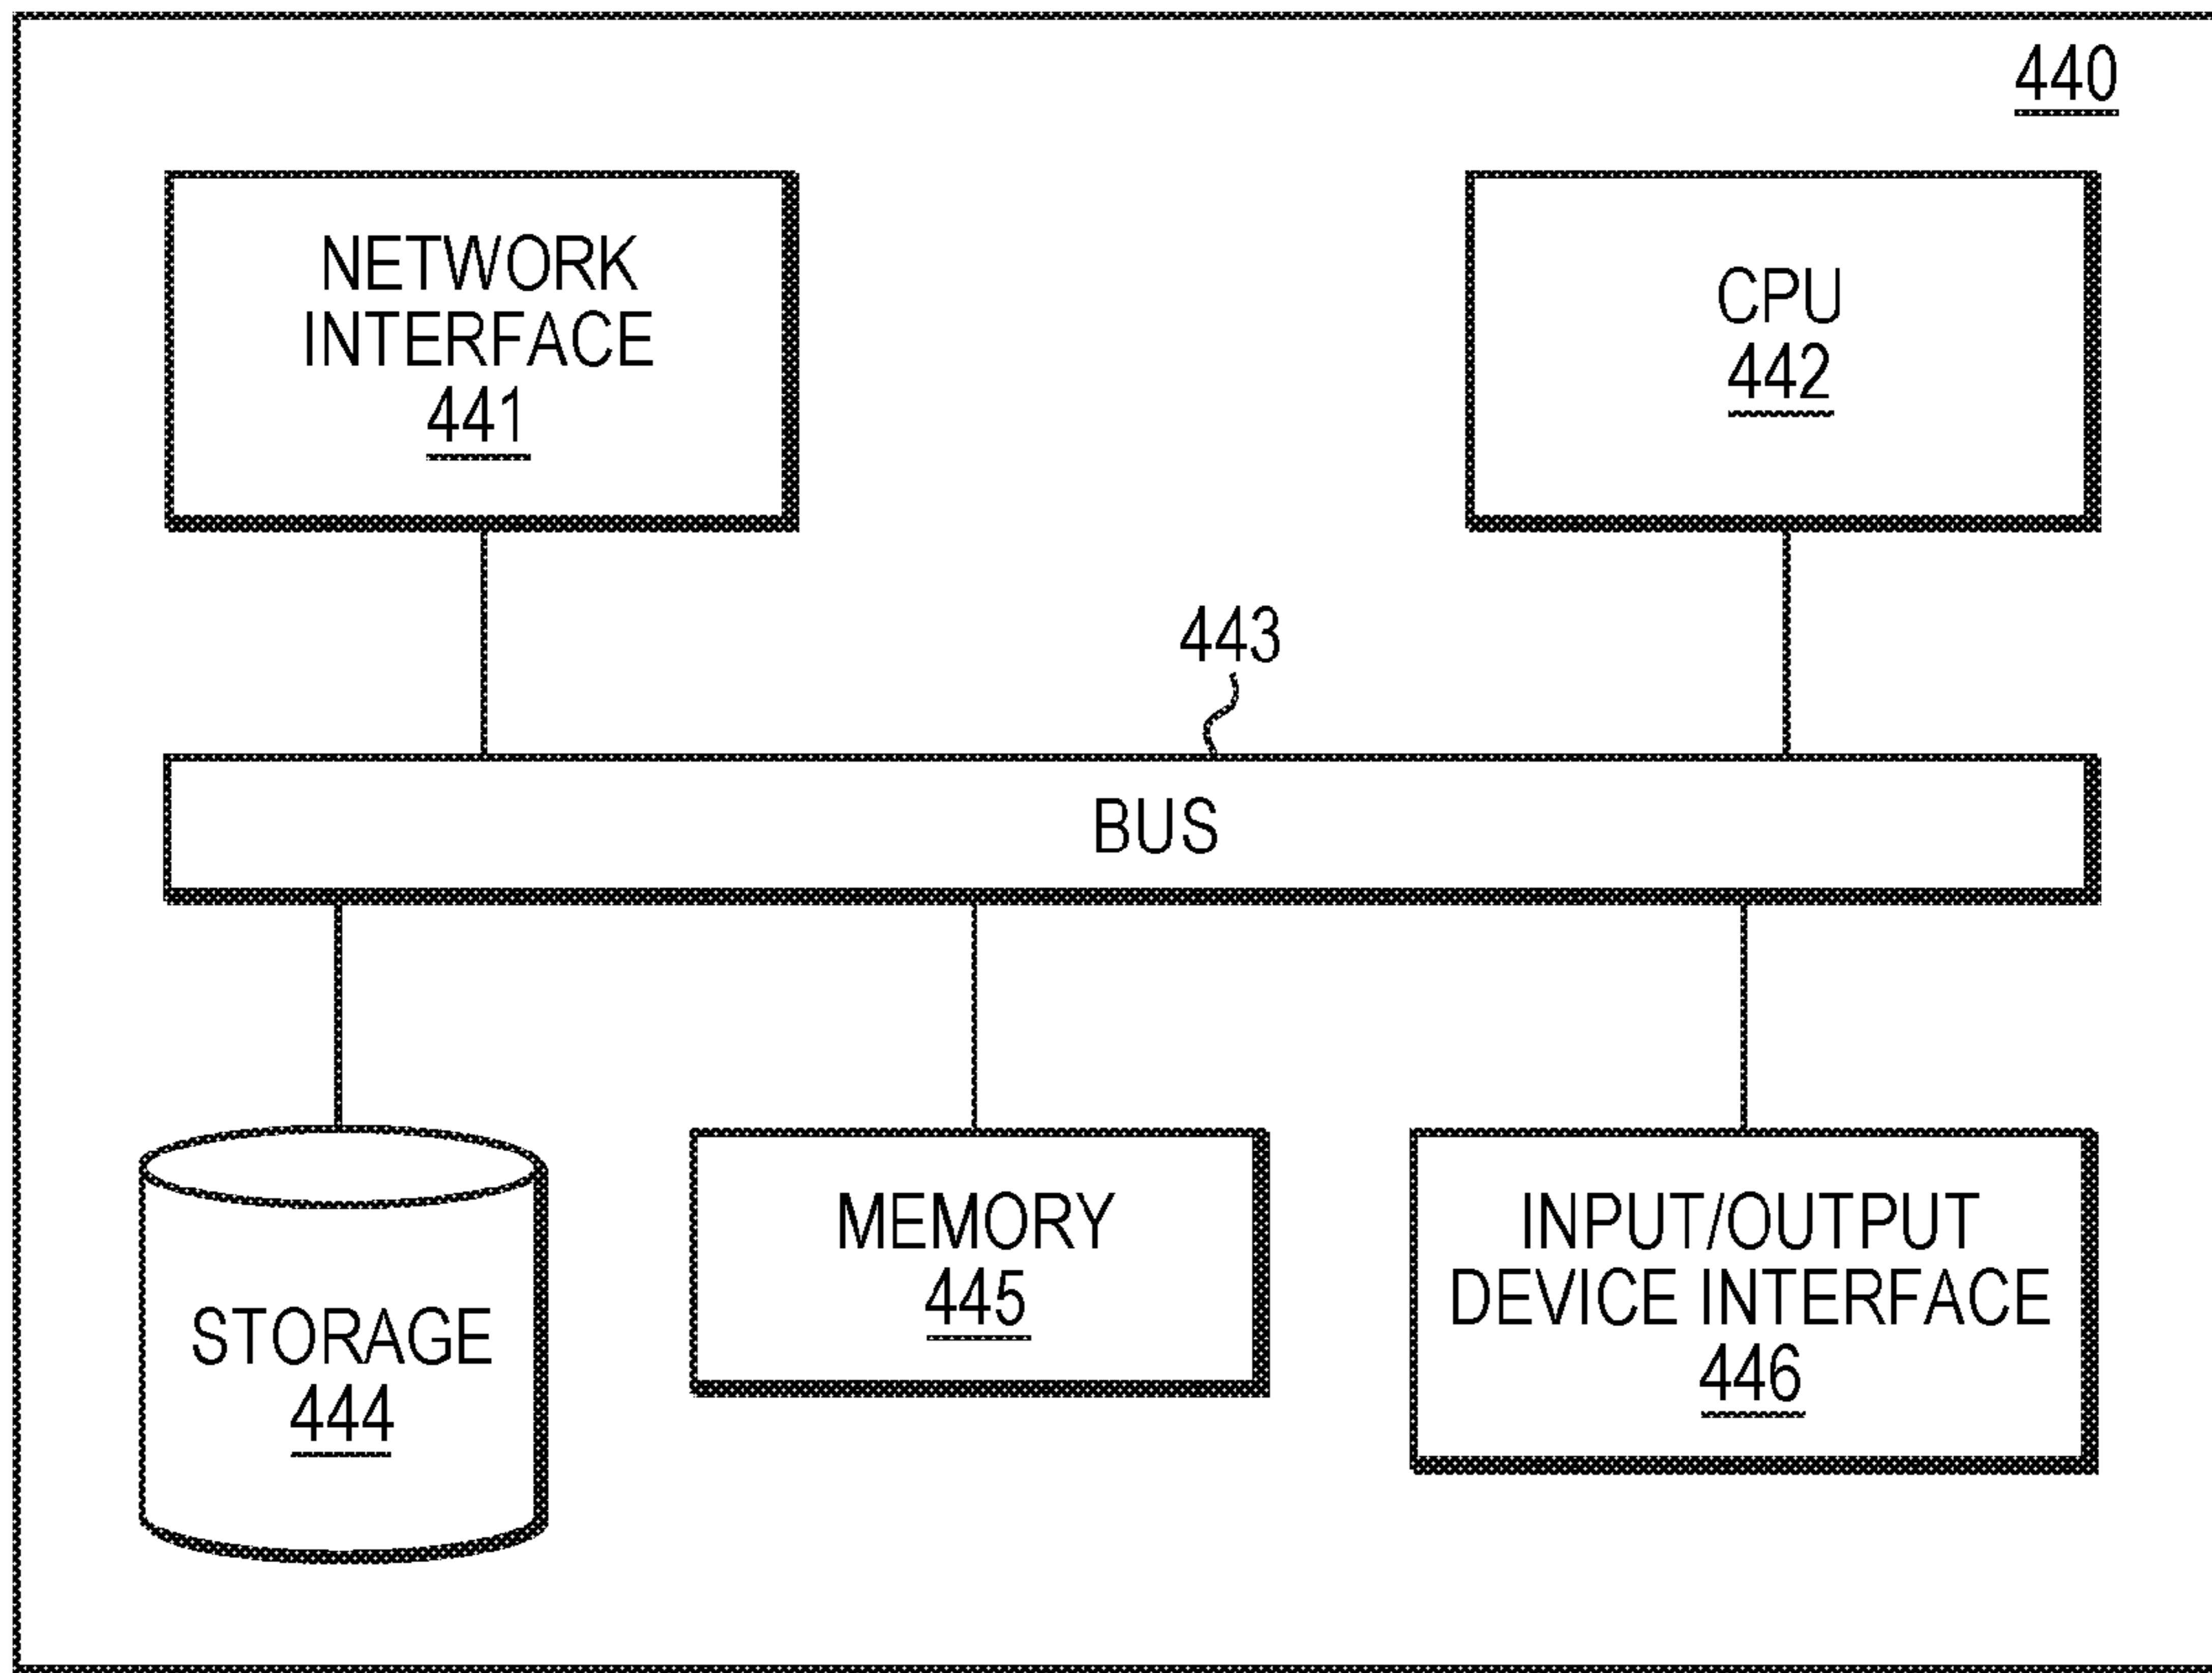 440
NETWORK
INTERFACE
441
CPU
442
443
BUS
STORAGE
444
MEMORY
445
INPUT/OUTPUT
DEVICE INTERFACE
446